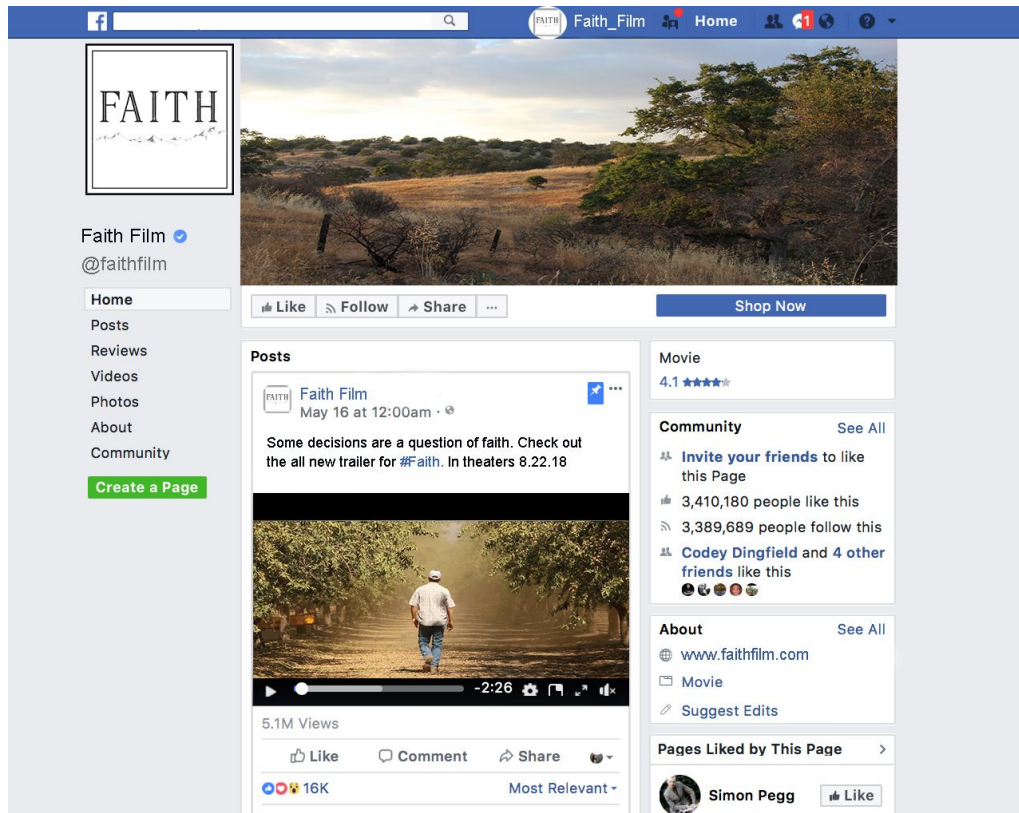 f
FAITH
Faith_Film
Home
1
?
FAITH
Faith Film
@faithfilm
Home
Posts
Reviews
Videos
Photos
About
Community
Create a Page
Like
Follow
Share
...
Shop Now
Posts
FAITH
Faith Film
May 16 at 12:00am ·
...
Some decisions are a question of faith. Check out
the all new trailer for #Faith. In theaters 8.22.18
-2:26
5.1M Views
Like
Comment
Share
16K
Most Relevant
Movie
4.1
Community
See All
Invite your friends to like
this Page
3,410,180 people like this
3,389,689 people follow this
Codey Dingfield and 4 other
friends like this
About
See All
www.faithfilm.com
Movie
Suggest Edits
Pages Liked by This Page
Simon Pegg
Like